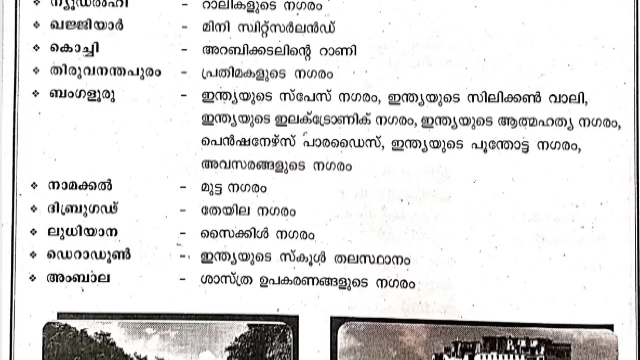 ❖ ന്യൂഡൽഹി – റാലികളുടെ നഗരം
❖ ഖജ്ജിയാർ – മിനി സ്വിറ്റ്സർലൻഡ്
❖ കൊച്ചി – അറബിക്കടലിന്റെ റാണി
❖ തിരുവനന്തപുരം – പ്രതിമകളുടെ നഗരം
❖ ബംഗളൂരു – ഇന്ത്യയുടെ സ്പേസ് നഗരം, ഇന്ത്യയുടെ സിലിക്കൺ വാലി,
ഇന്ത്യയുടെ ഇലക്ട്രോണിക് നഗരം, ഇന്ത്യയുടെ ആത്മഹത്യ നഗരം,
പെൻഷനേഴ്സ് പാരഡൈസ്, ഇന്ത്യയുടെ പൂന്തോട്ട നഗരം,
അവസരങ്ങളുടെ നഗരം
❖ നാമക്കൽ – മുട്ട നഗരം
❖ ദിബ്രുഗഢ് – തേയില നഗരം
❖ ലുധിയാന – സൈക്കിൾ നഗരം
❖ ഡെറാഡൂൺ – ഇന്ത്യയുടെ സ്കൂൾ തലസ്ഥാനം
❖ അംബാല – ശാസ്ത്ര ഉപകരണങ്ങളുടെ നഗരം